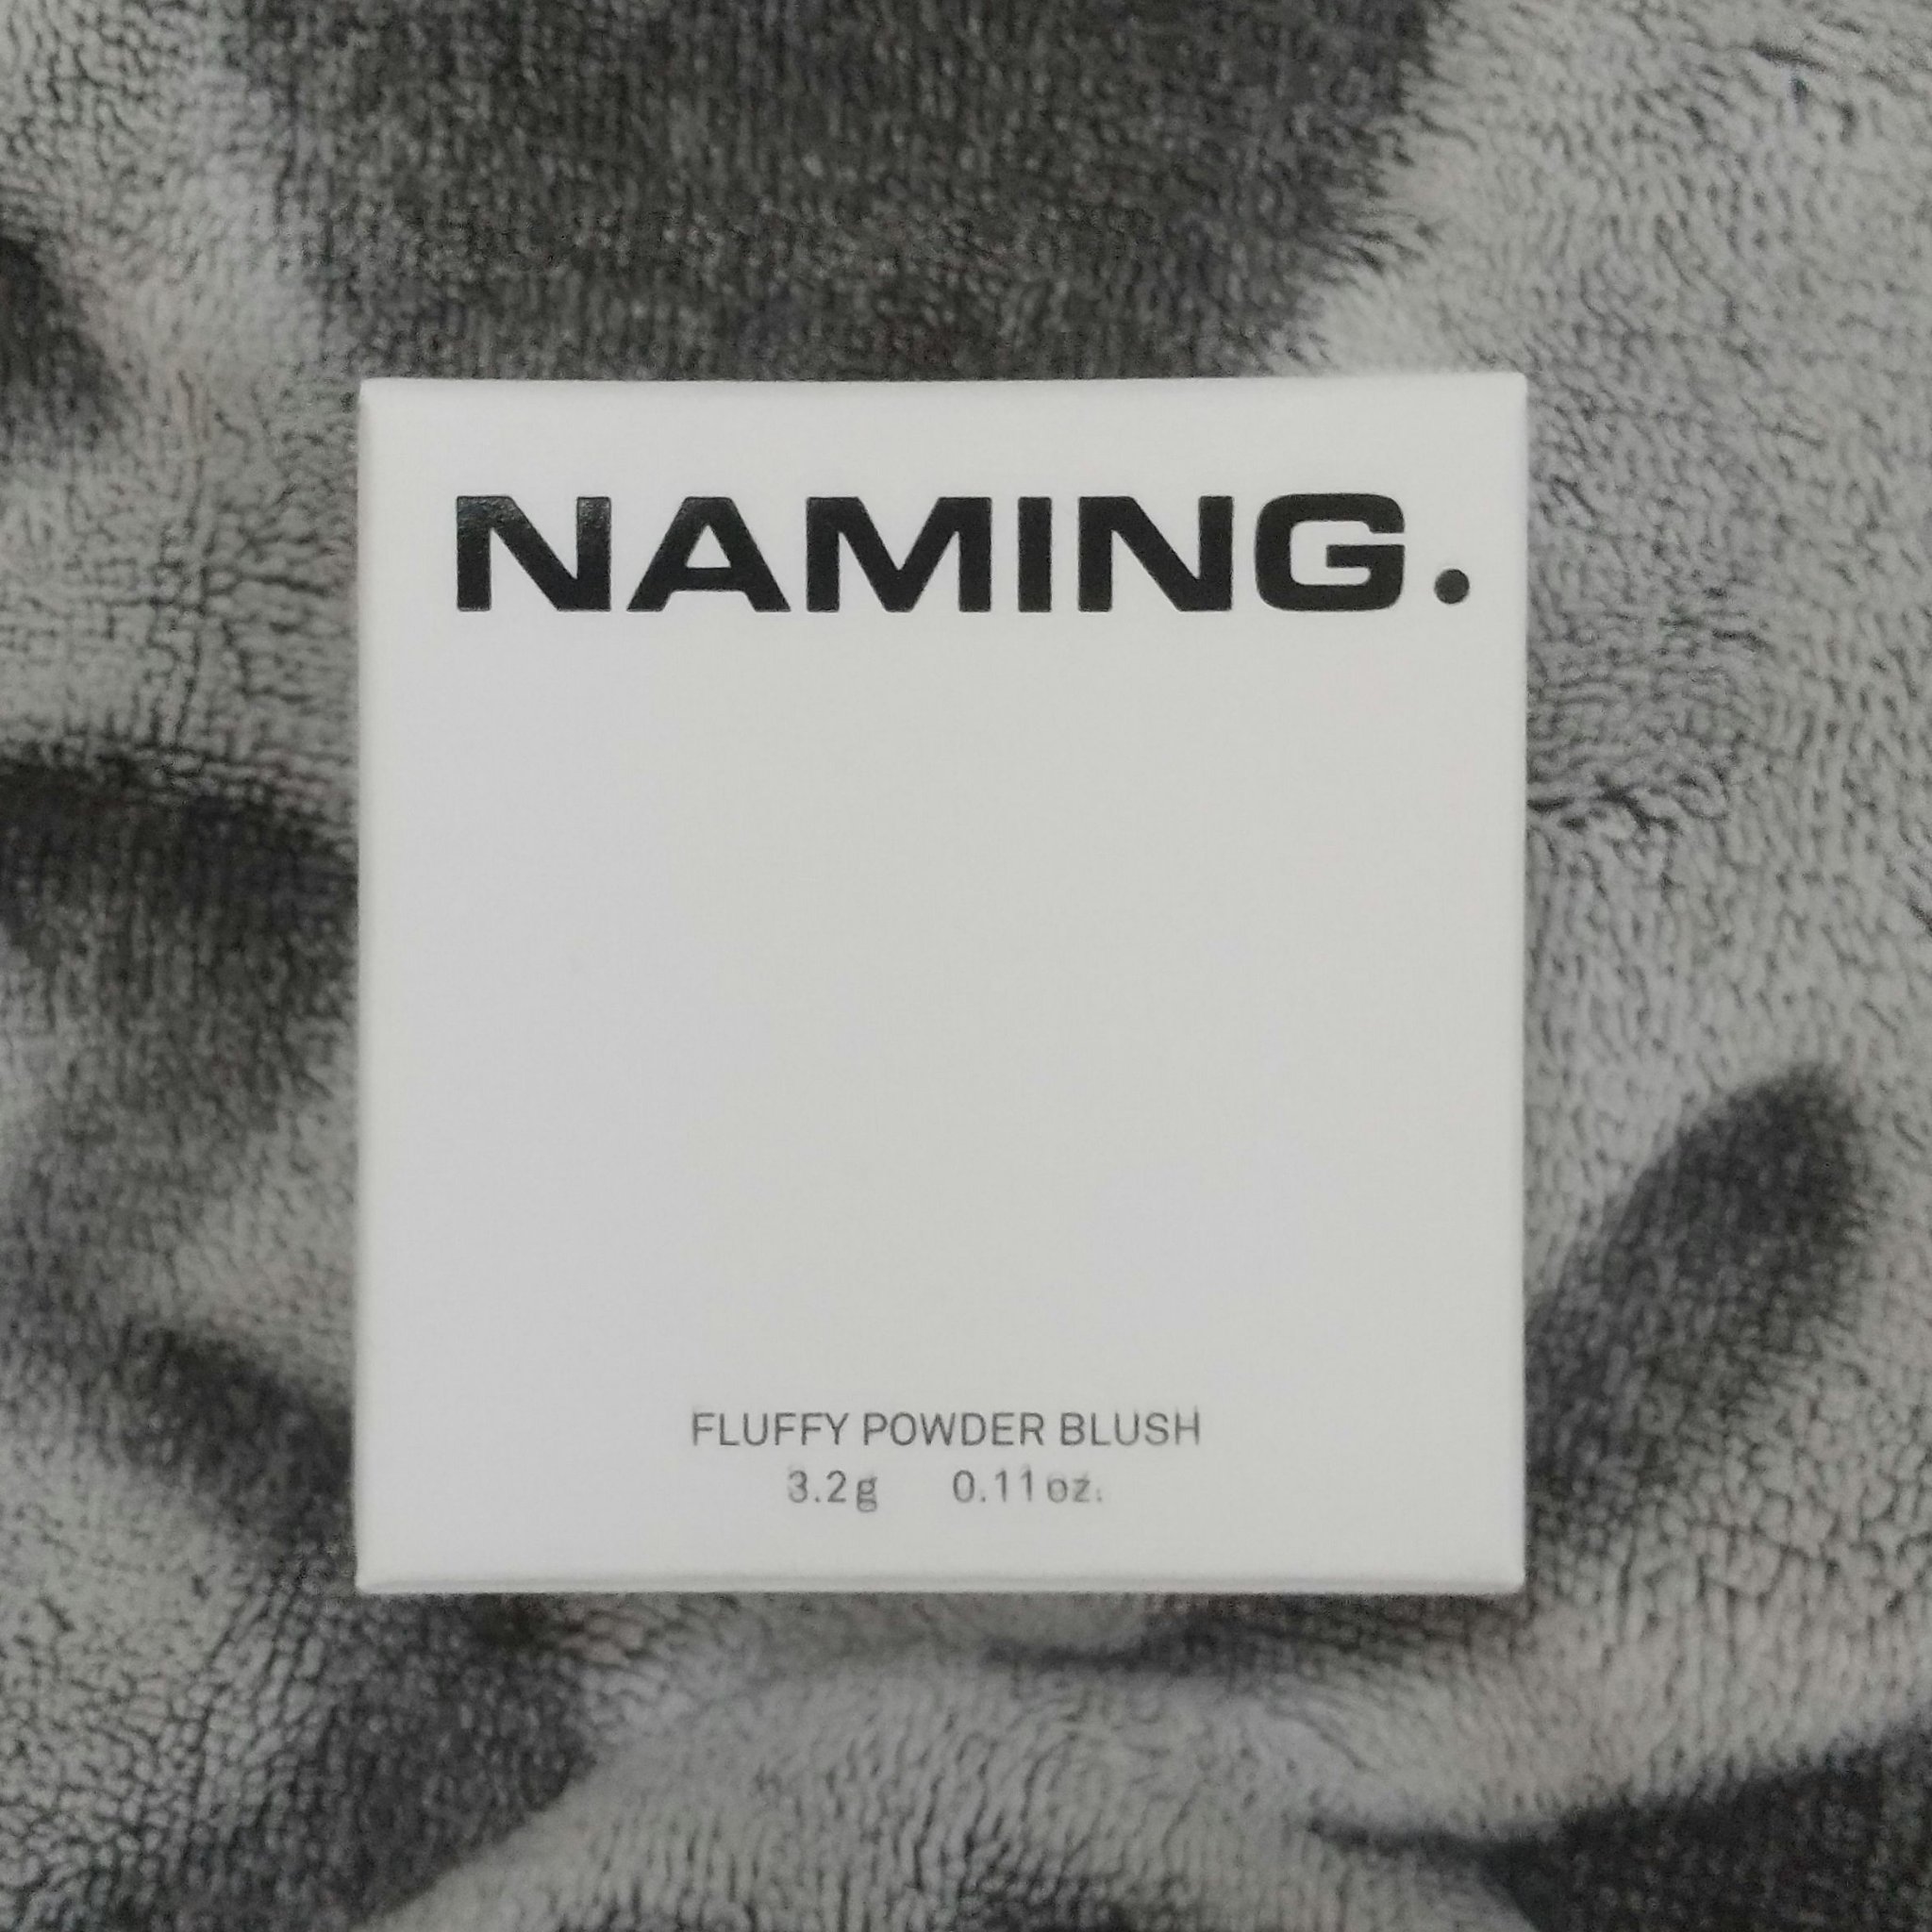 NAMING.
FLUFFY POWDER BLUSH
3.2g 0.11oz.